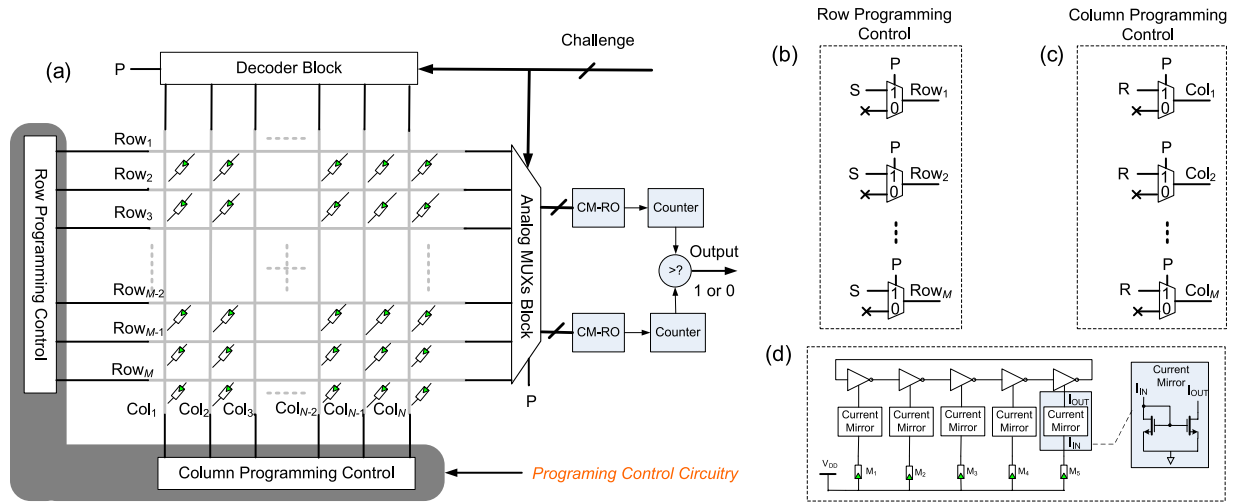 (a)
Challenge
P
Decoder Block
Row Programming Control
Row1
Row2
Row3
RowM-2
RowM-1
RowM
Col1
Col2
Col3
ColN-2
ColN-1
ColN
Analog MUXs Block
P
CM-RO
Counter
>?
Output
1 or 0
CM-RO
Counter
Column Programming Control
Programing Control Circuitry
(b)
Row Programming
Control
P
S
1
0
Row1
P
S
1
0
Row2
P
S
1
0
RowM
(c)
Column Programming
Control
P
R
1
0
Col1
P
R
1
0
Col2
P
R
1
0
ColM
(d)
Current
Mirror
Current
Mirror
Current
Mirror
Current
Mirror
IOUT
Current
Mirror
IIN
VDD
M1
M2
M3
M4
M5
Current
Mirror
IIN
IOUT